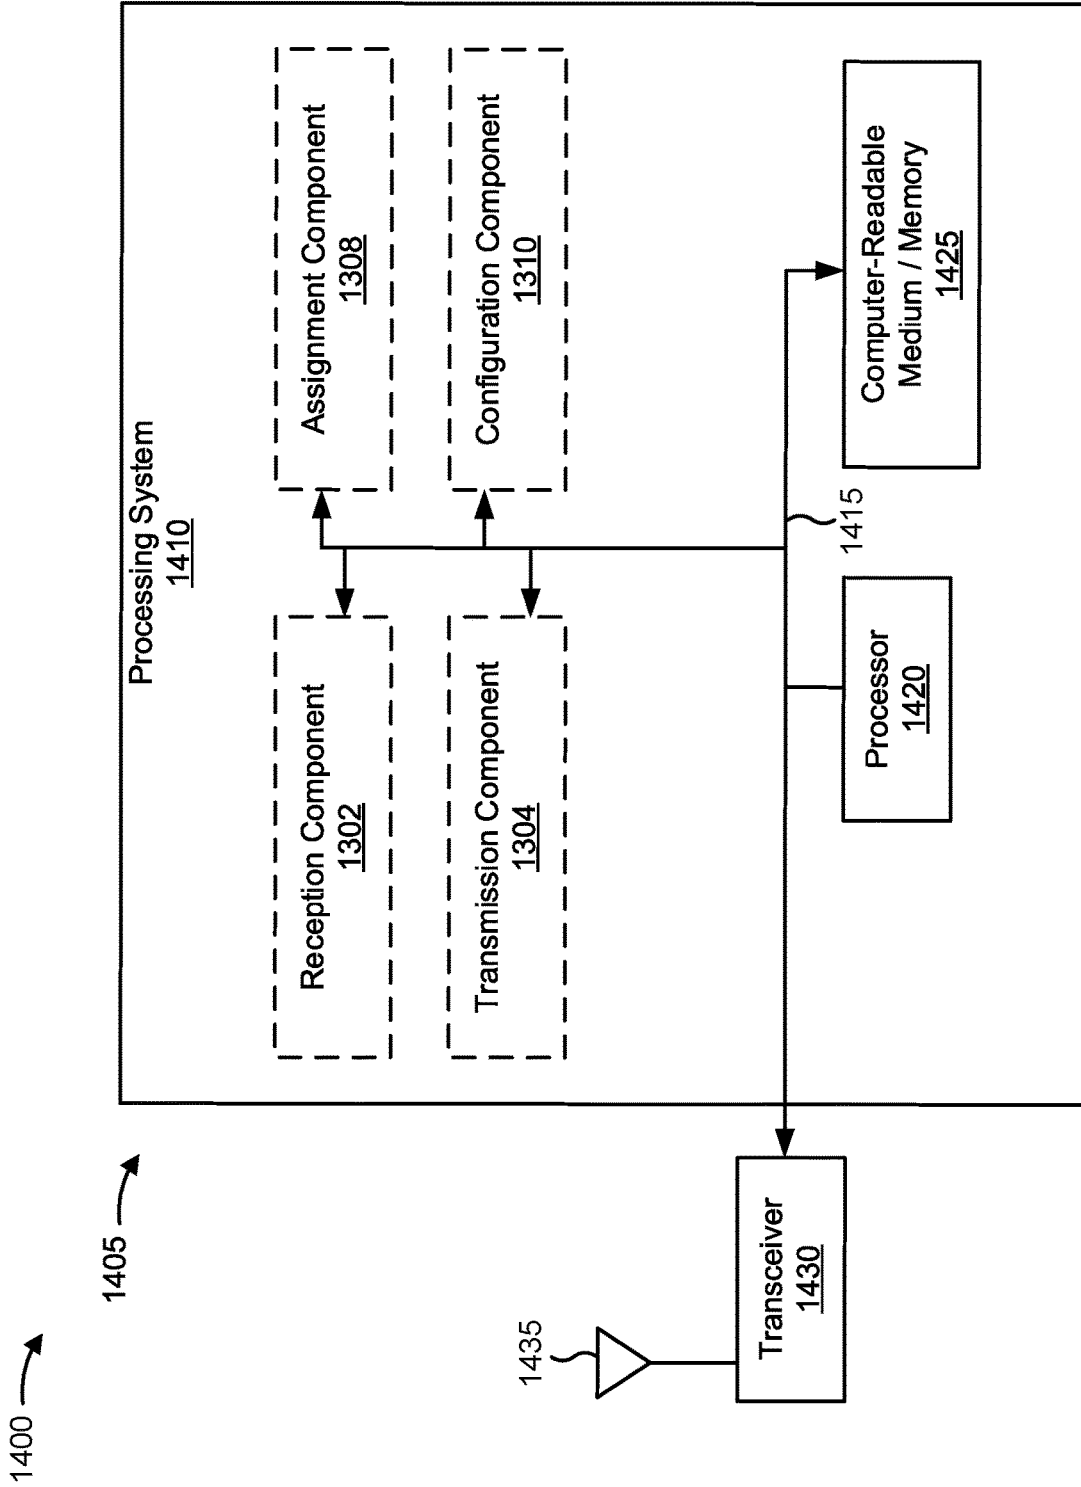 1400
1405
Processing System
1410
Reception Component
1302
Assignment Component
1308
Transmission Component
1304
Configuration Component
1310
1435
Transceiver
1430
Processor
1420
1415
Computer-Readable
Medium / Memory
1425